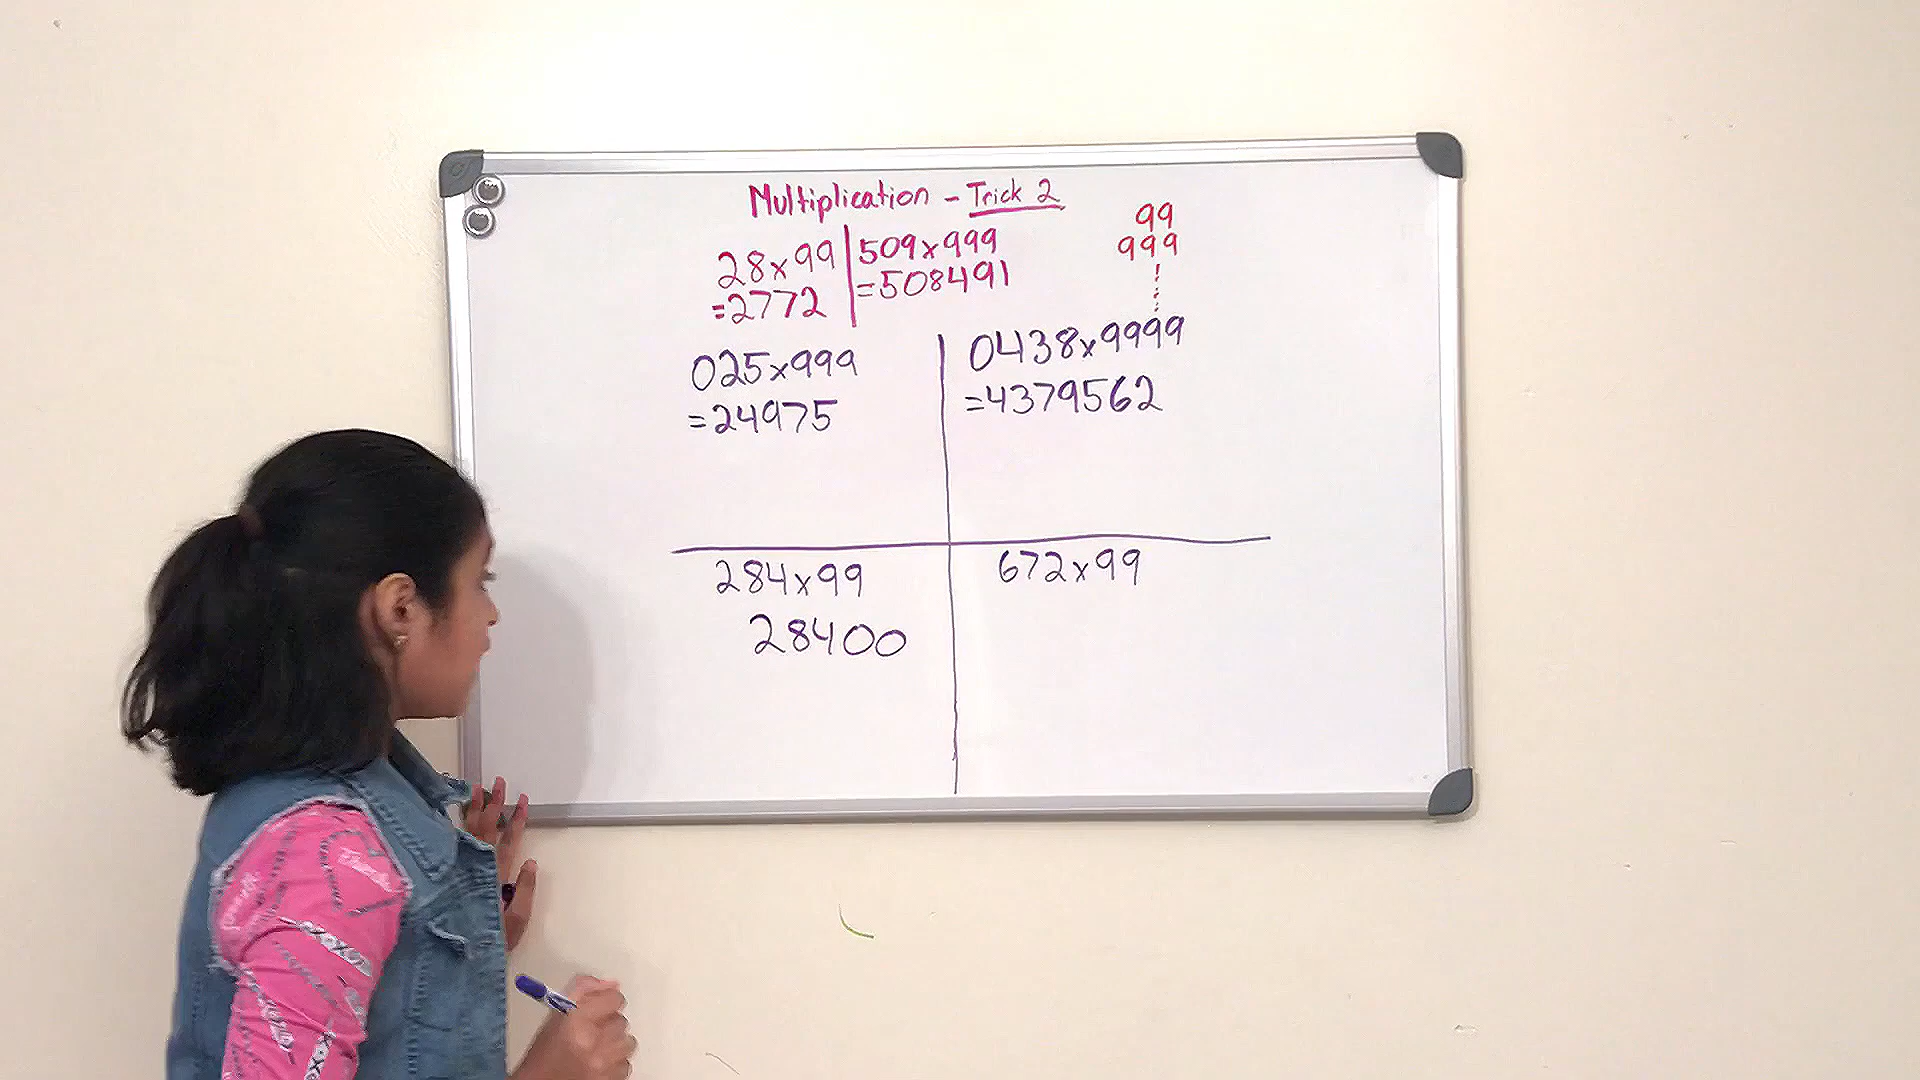 Multiplication - Trick 2
28x99
=2772
509x999
=508491
99
999
025x999
=24975
0438x9999
=4379562
284x99
28400
672x99